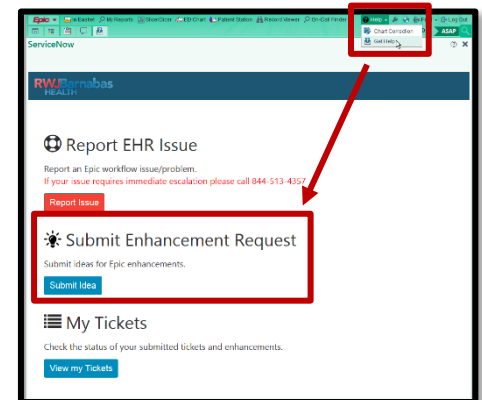 Epic In Basket My Reports SlicerDicer ED Chart Patient Station Record Viewer On-Call Finder Help Log Out
Chart Correction
Get Help
ASAP
ServiceNow
RWJBarnabas
HEALTH
Report EHR Issue
Report an Epic workflow issue/problem.
If your issue requires immediate escalation please call 844-513-4357
Report Issue
Submit Enhancement Request
Submit ideas for Epic enhancements.
Submit Idea
My Tickets
Check the status of your submitted tickets and enhancements.
View my Tickets